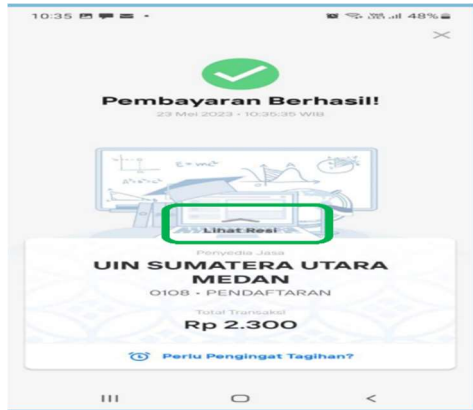 10:35
48%
Pembayaran Berhasil!
23 Mei 2023 • 10:35:35 WIB
Lihat Resi
Penyedia Jasa
UIN SUMATERA UTARA
MEDAN
0108 - PENDAFTARAN
Total Transaksi
Rp 2.300
Perlu Pengingat Tagihan?